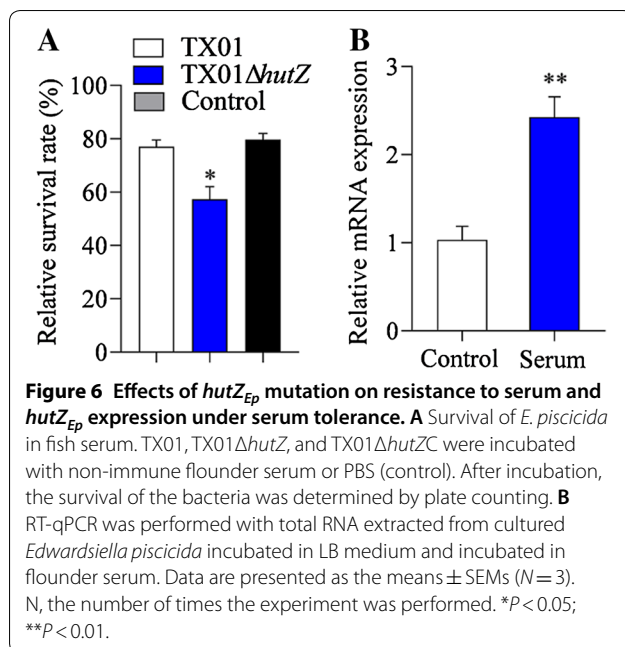 A
TX01
TX01ΔhutZ
Control
Relative survival rate (%)
100
80
60
40
20
0
*
B
Relative mRNA expression
3
2
1
0
**
Control
Serum
Figure 6 Effects of hutZEp mutation on resistance to serum and
hutZEp expression under serum tolerance. A Survival of E. piscicida
in fish serum. TX01, TX01ΔhutZ, and TX01ΔhutZC were incubated
with non-immune flounder serum or PBS (control). After incubation,
the survival of the bacteria was determined by plate counting. B
RT-qPCR was performed with total RNA extracted from cultured
Edwardsiella piscicida incubated in LB medium and incubated in
flounder serum. Data are presented as the means ± SEMs (N = 3).
N, the number of times the experiment was performed. *P < 0.05;
**P < 0.01.